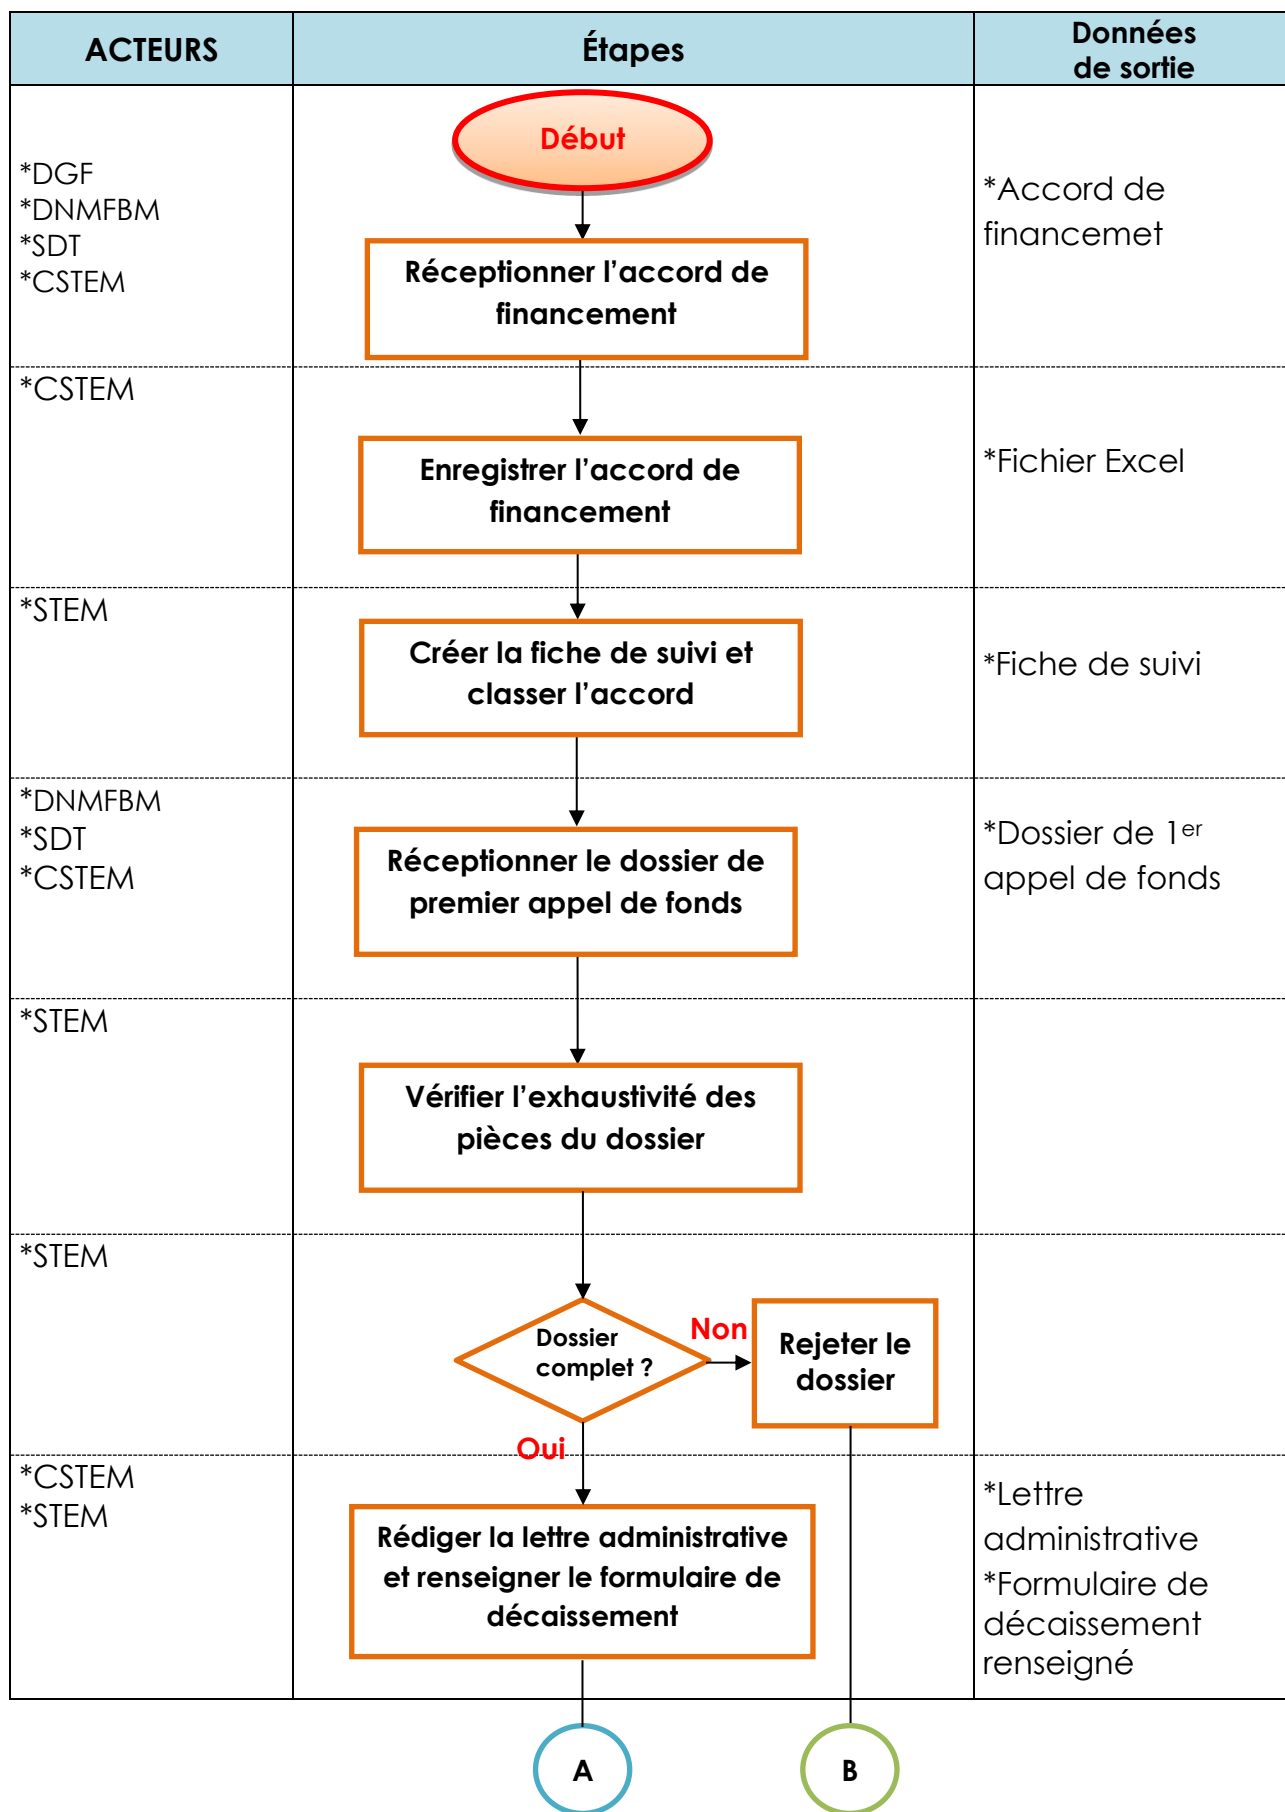 ACTEURS
Étapes
Données
de sortie
Début
*DGF
*DNMFBM
*SDT
*CSTEM
Réceptionner l’accord de
financement
*Accord de
financemet
*CSTEM
Enregistrer l’accord de
financement
*Fichier Excel
*STEM
Créer la fiche de suivi et
classer l’accord
*Fiche de suivi
*DNMFBM
*SDT
*CSTEM
Réceptionner le dossier de
premier appel de fonds
*Dossier de 1er
appel de fonds
*STEM
Vérifier l’exhaustivité des
pièces du dossier
*STEM
Dossier
complet ?
Non
Rejeter le
dossier
Oui
*CSTEM
*STEM
Rédiger la lettre administrative
et renseigner le formulaire de
décaissement
*Lettre
administrative
*Formulaire de
décaissement
renseigné
A
B